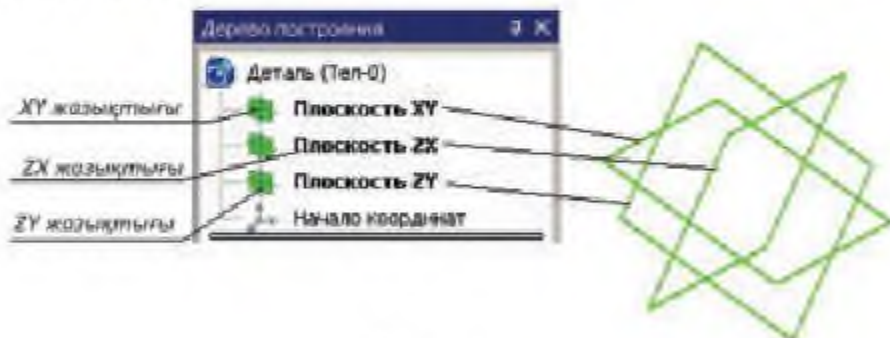 Дерево построения
Деталь (Тел-0)
XY жазықтығы
Плоскость XY
ZX жазықтығы
Плоскость ZX
ZY жазықтығы
Плоскость ZY
Начало координат